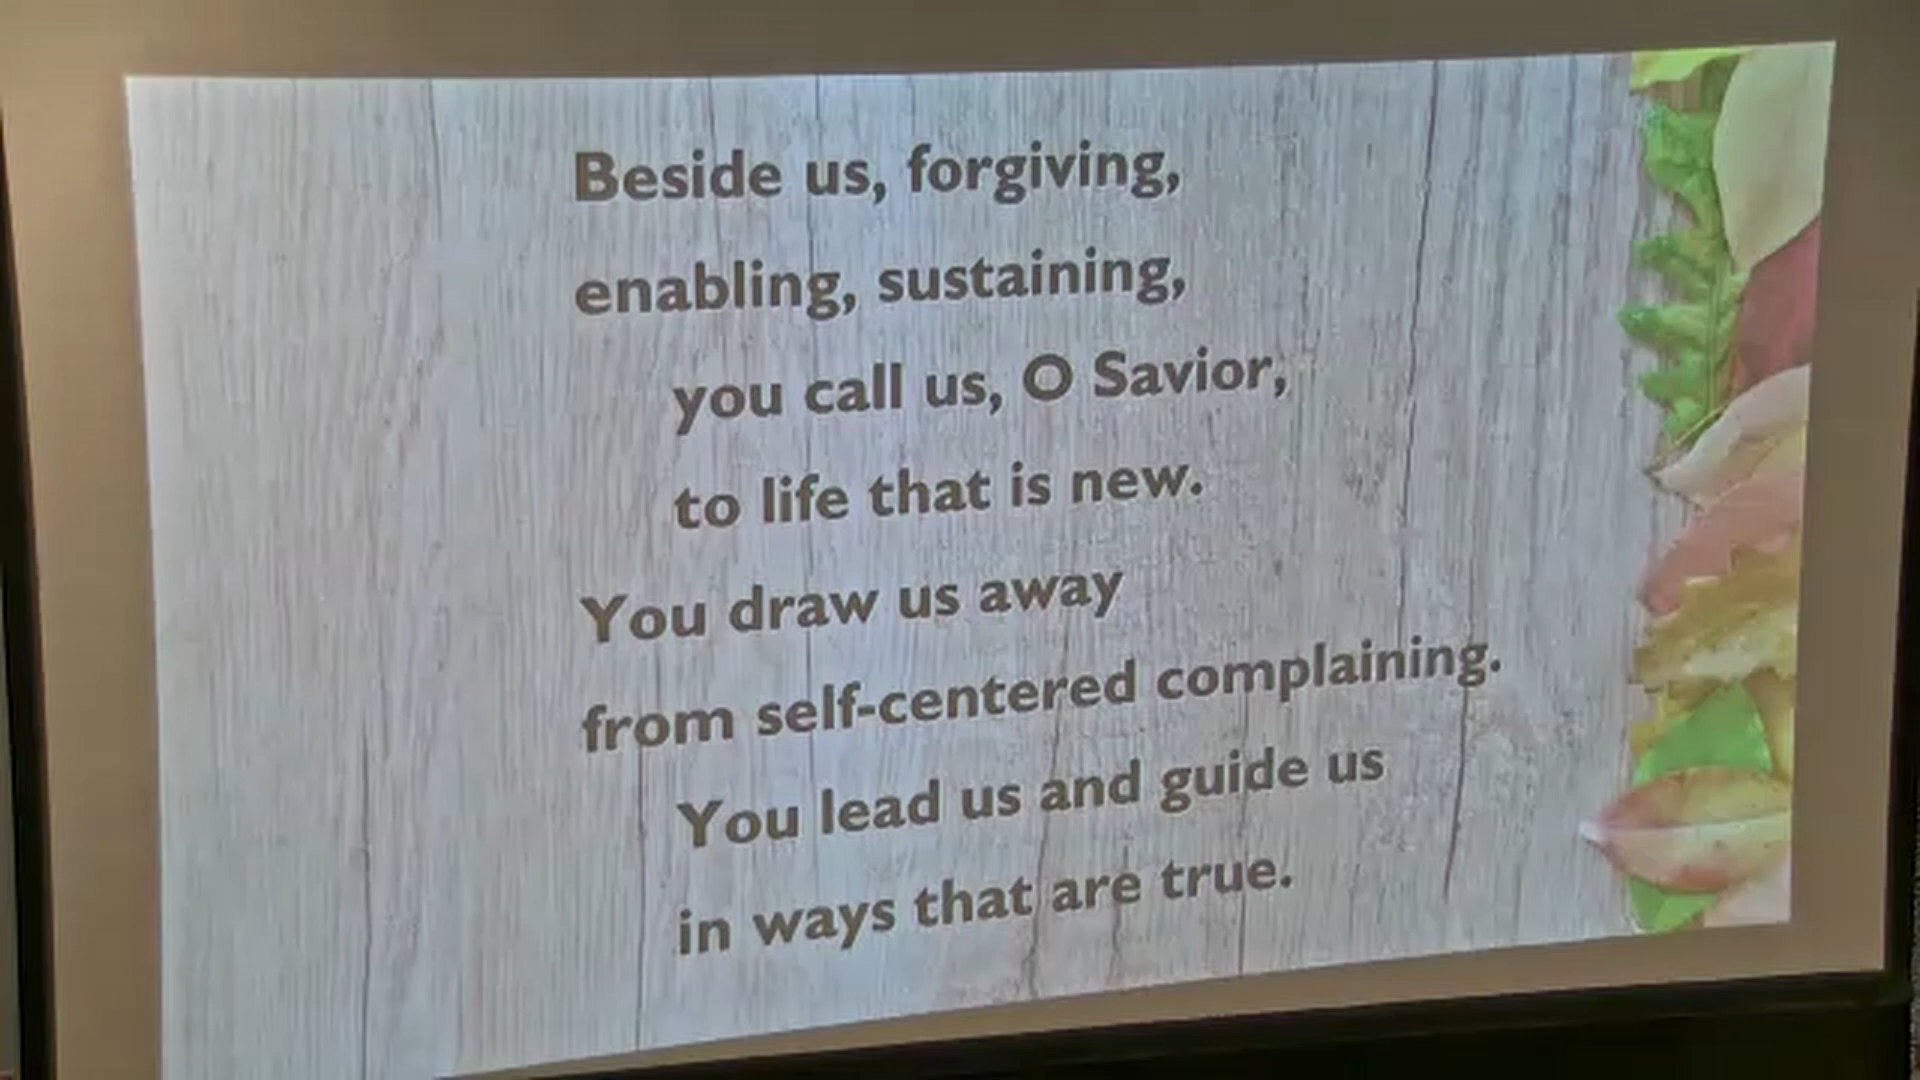 Beside us, forgiving,
enabling, sustaining,
you call us, O Savior,
to life that is new.
You draw us away
from self-centered complaining.
You lead us and guide us
in ways that are true.